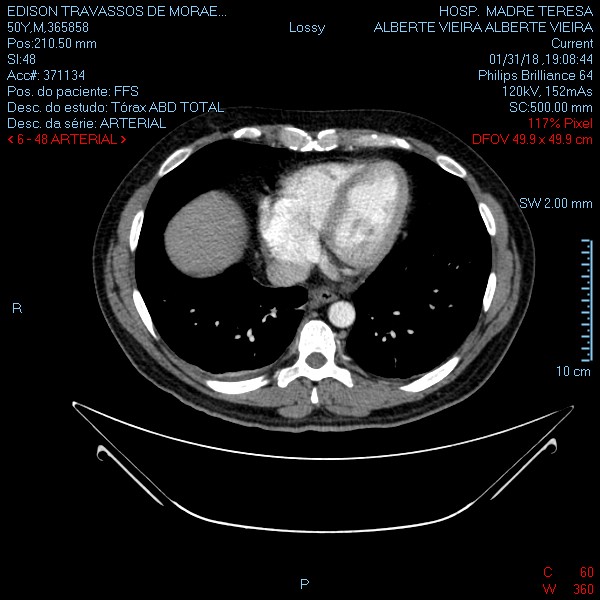 EDISON TRAVASSOS DE MORAE...
50Y,M,365858
Pos:210.50 mm
SI:48
Acc#: 371134
Pos. do paciente: FFS
Desc. do estudo: Tórax ABD TOTAL
Desc. da série: ARTERIAL
< 6 - 48 ARTERIAL >
Lossy
HOSP. MADRE TERESA
ALBERTE VIEIRA ALBERTE VIEIRA
Current
01/31/18 ,19:08:44
Philips Brilliance 64
120kV, 152mAs
SC:500.00 mm
117% Pixel
DFOV 49.9 x 49.9 cm
SW 2.00 mm
R
10 cm
P
C 60
W 360